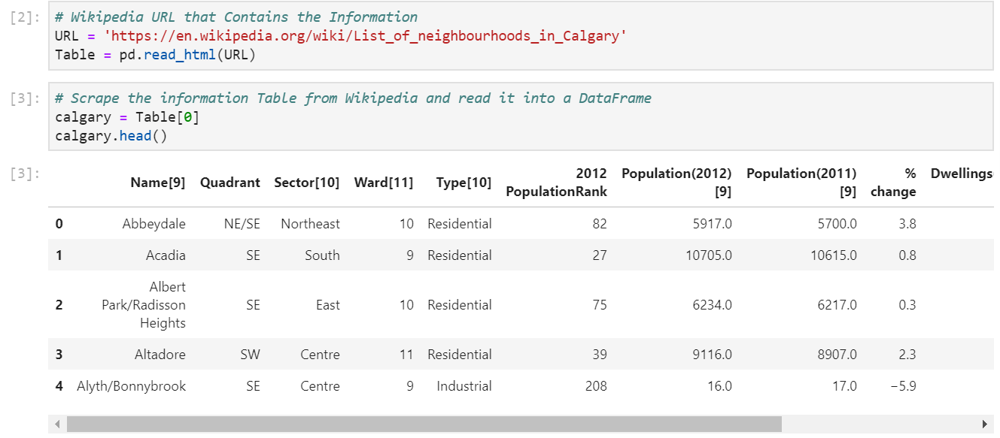 [2]: # Wikipedia URL that Contains the Information
URL = 'https://en.wikipedia.org/wiki/List_of_neighbourhoods_in_Calgary'
Table = pd.read_html(URL)
[3]: # Scrape the information Table from Wikipedia and read it into a DataFrame
calgary = Table[0]
calgary.head()
[3]:
Name[9] Quadrant Sector[10] Ward[11] Type[10] 2012 PopulationRank Population(2012)[9] Population(2011)[9] % change Dwellings
0 Abbeydale NE/SE Northeast 10 Residential 82 5917.0 5700.0 3.8
1 Acadia SE South 9 Residential 27 10705.0 10615.0 0.8
2 Albert Park/Radisson Heights SE East 10 Residential 75 6234.0 6217.0 0.3
3 Altadore SW Centre 11 Residential 39 9116.0 8907.0 2.3
4 Alyth/Bonnybrook SE Centre 9 Industrial 208 16.0 17.0 −5.9